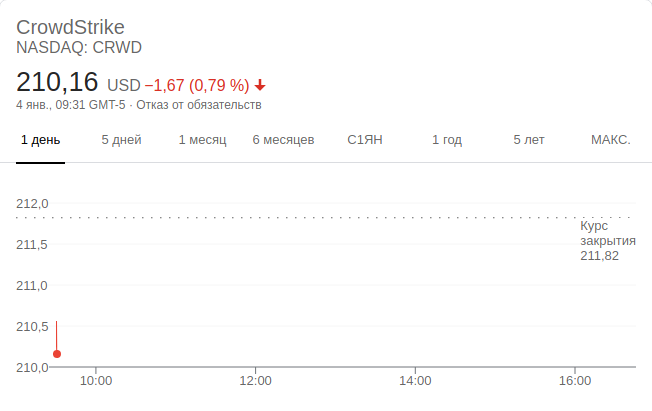 CrowdStrike
NASDAQ: CRWD
210,16 USD −1,67 (0,79 %)
4 янв., 09:31 GMT-5 · Отказ от обязательств
1 день 5 дней 1 месяц 6 месяцев С1ЯН 1 год 5 лет МАКС.
212,0
Курс
закрытия
211,82
211,5
211,0
210,5
210,0
10:00 12:00 14:00 16:00